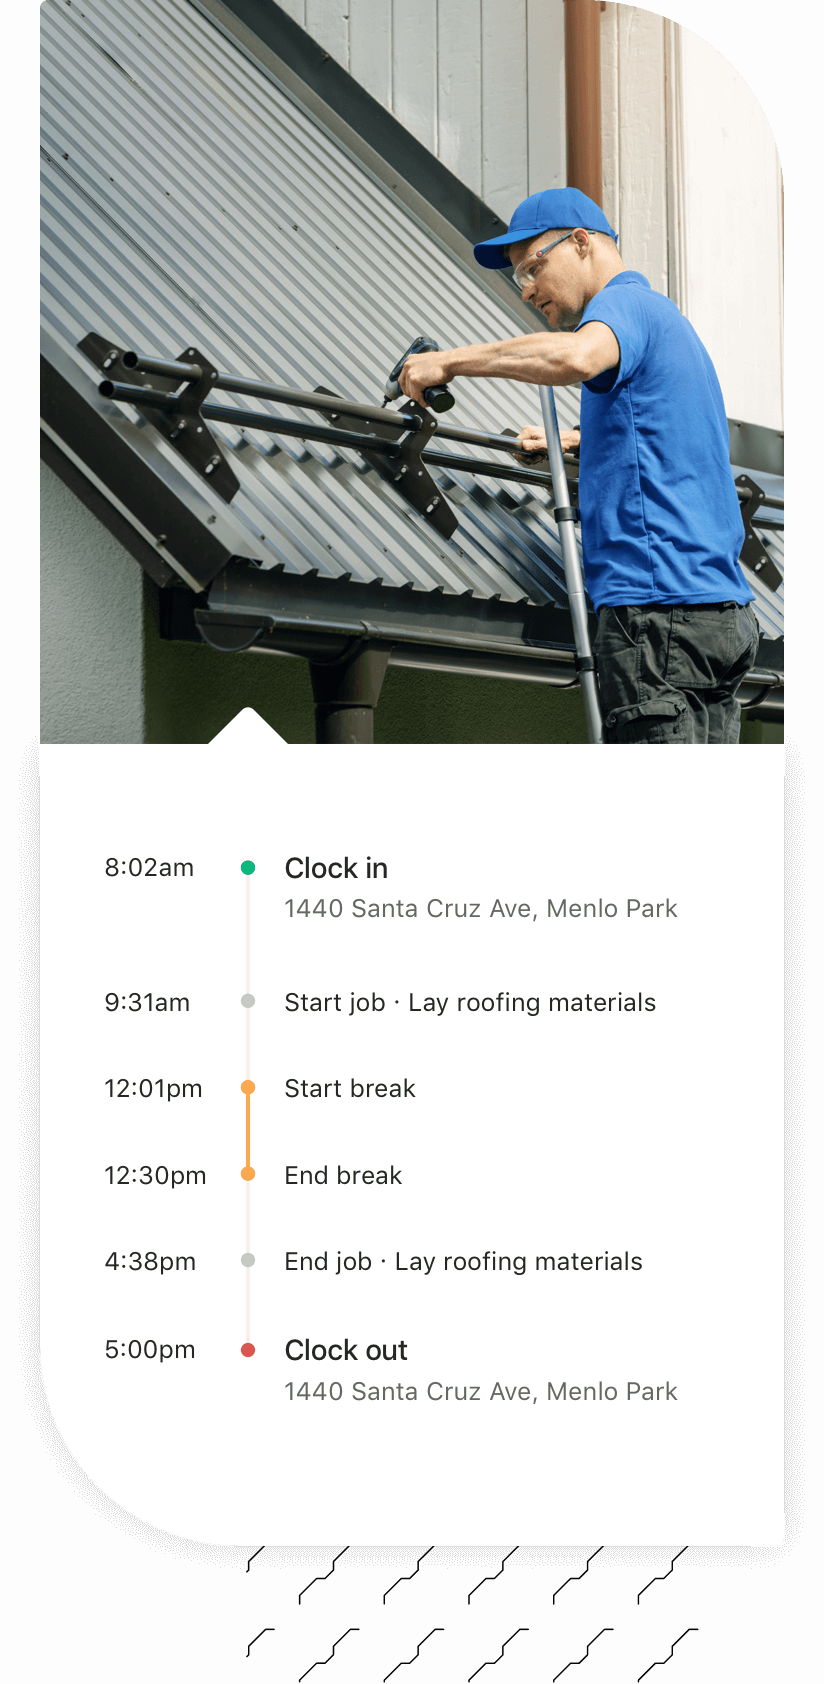 8:02am Clock in
1440 Santa Cruz Ave, Menlo Park
9:31am Start job · Lay roofing materials
12:01pm Start break
12:30pm End break
4:38pm End job · Lay roofing materials
5:00pm Clock out
1440 Santa Cruz Ave, Menlo Park